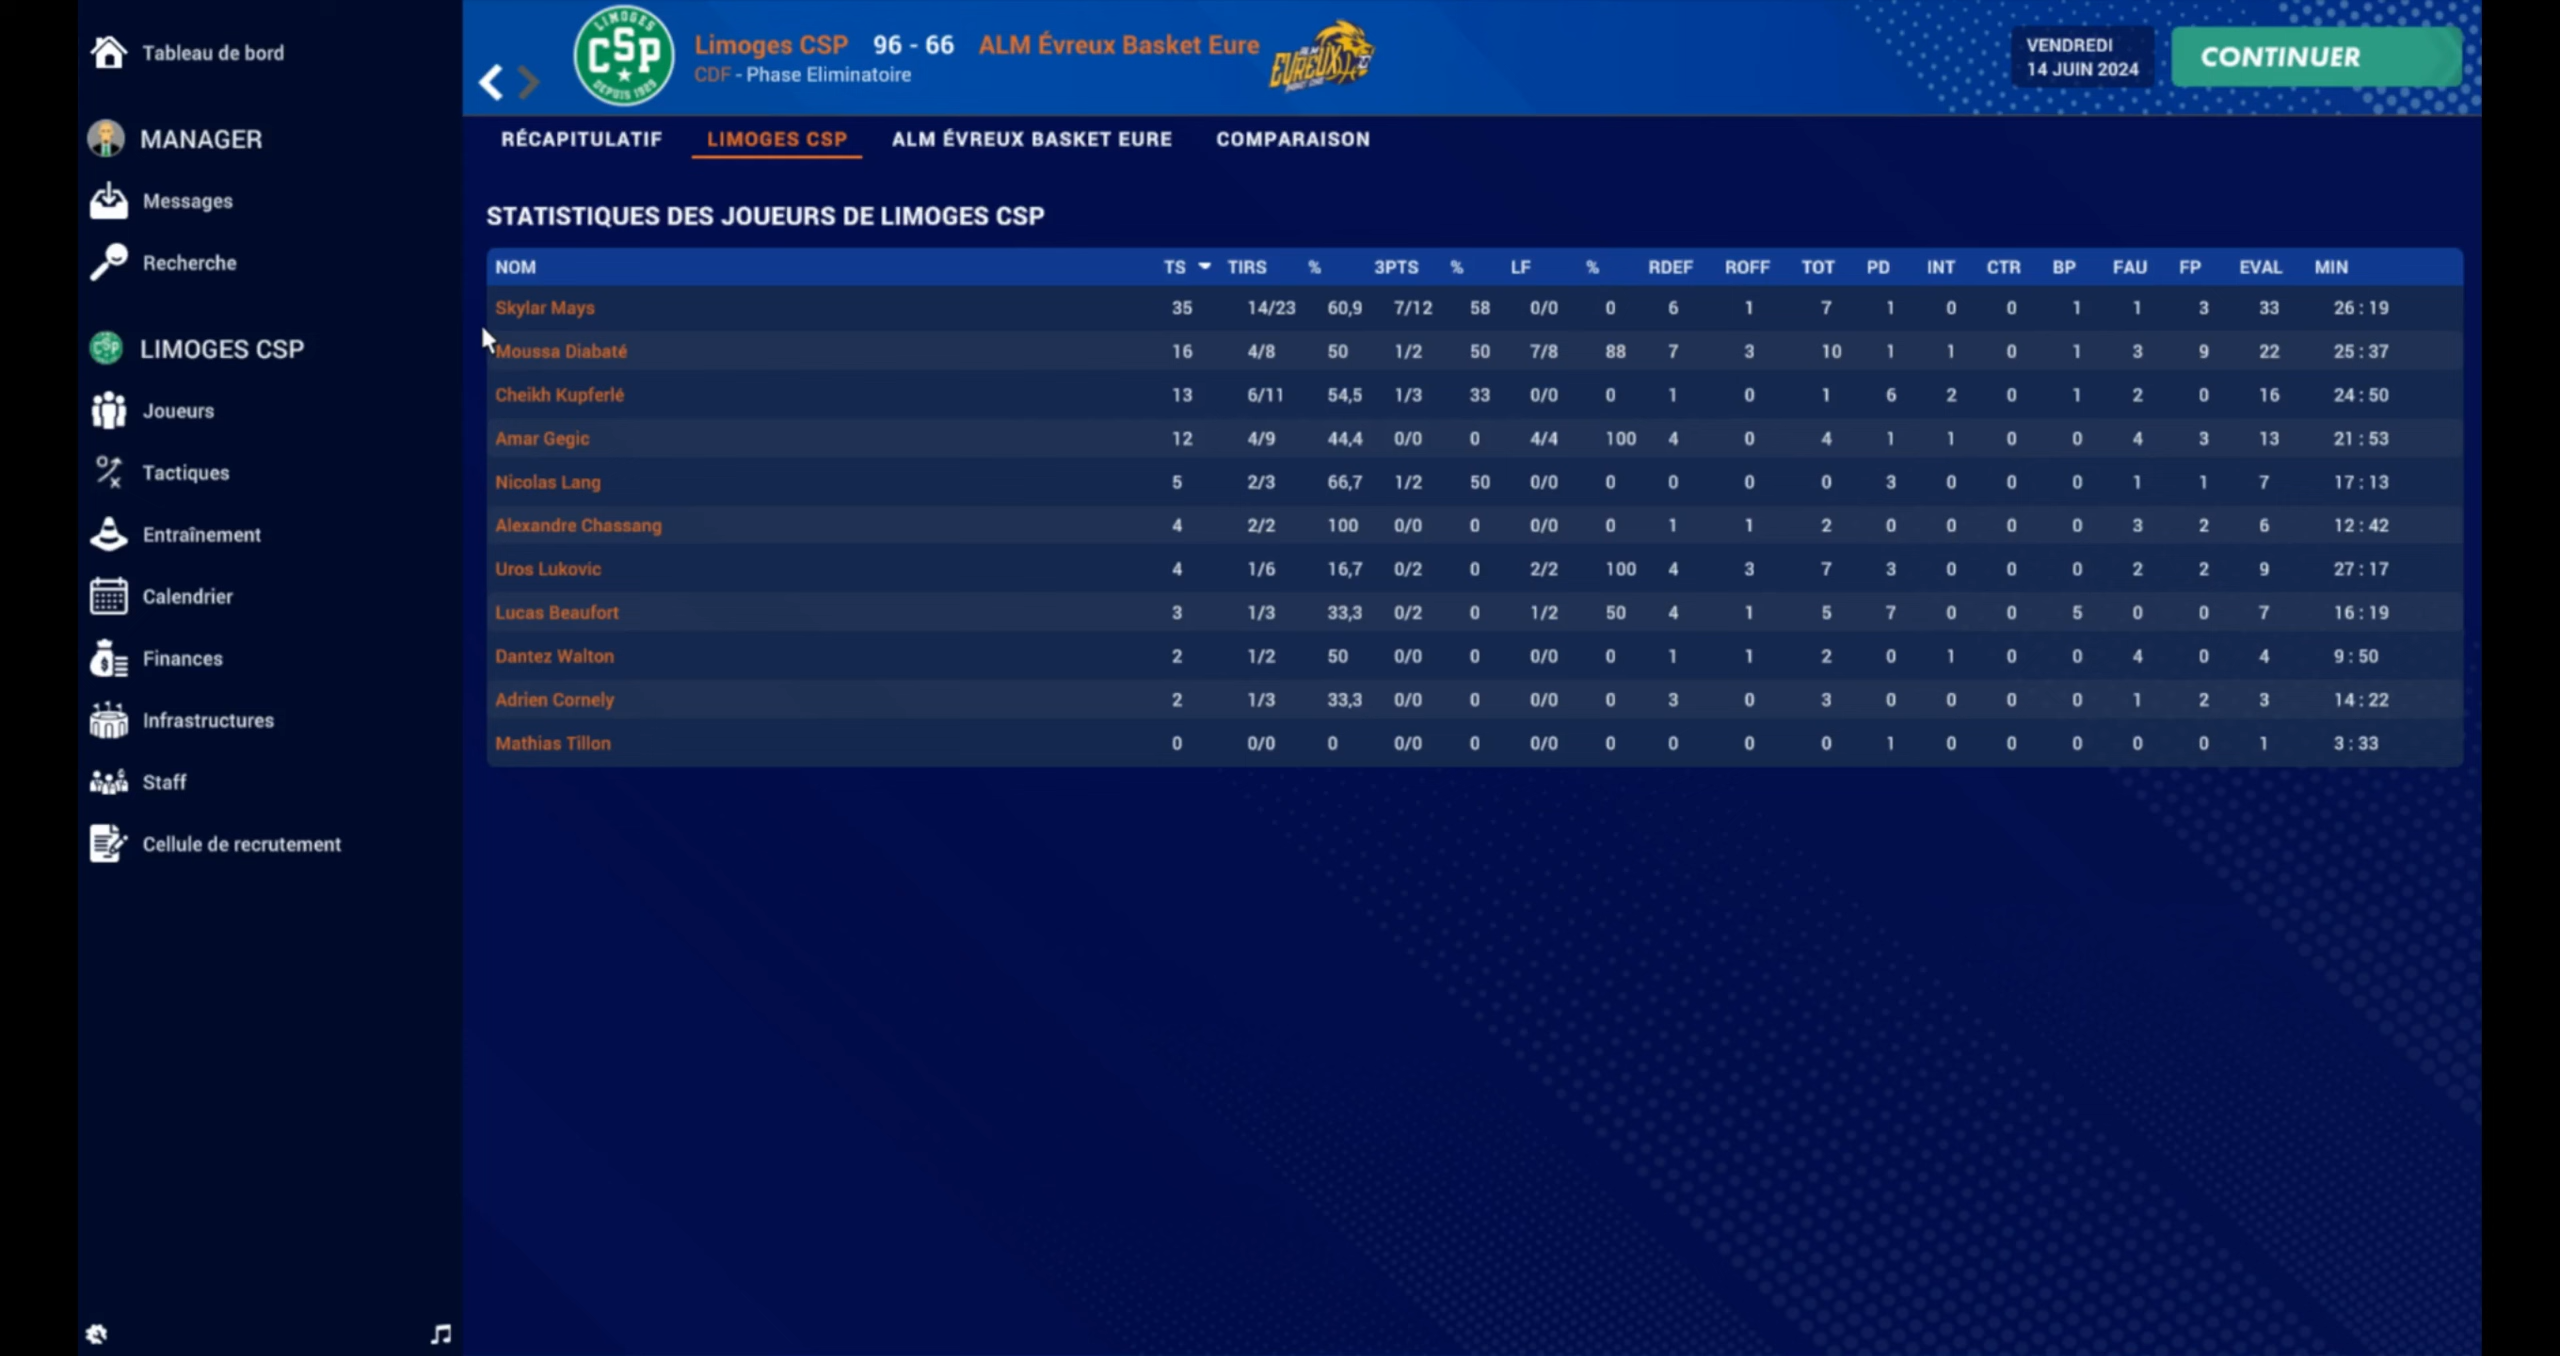 Tableau de bord
MANAGER
Messages
Recherche
LIMOGES CSP
Joueurs
Tactiques
Entraînement
Calendrier
Finances
Infrastructures
Staff
Cellule de recrutement
LIMOGES
CSP
DEPUIS 1929
Limoges CSP 96 - 66 ALM Évreux Basket Eure
CDF - Phase Eliminatoire
EVREUX
VENDREDI
14 JUIN 2024
CONTINUER
RÉCAPITULATIF LIMOGES CSP ALM ÉVREUX BASKET EURE COMPARAISON
STATISTIQUES DES JOUEURS DE LIMOGES CSP
NOM TS TIRS % 3PTS % LF % RDEF ROFF TOT PD INT CTR BP FAU FP EVAL MIN
Skylar Mays 35 14/23 60,9 7/12 58 0/0 0 6 1 7 1 0 0 1 1 3 33 26 : 19
Moussa Diabaté 16 4/8 50 1/2 50 7/8 88 7 3 10 1 1 0 1 3 9 22 25 : 37
Cheikh Kupferlé 13 6/11 54,5 1/3 33 0/0 0 1 0 1 6 2 0 1 2 0 16 24 : 50
Amar Gegic 12 4/9 44,4 0/0 0 4/4 100 4 0 4 1 1 0 0 4 3 13 21 : 53
Nicolas Lang 5 2/3 66,7 1/2 50 0/0 0 0 0 0 3 0 0 0 1 1 7 17 : 13
Alexandre Chassang 4 2/2 100 0/0 0 0/0 0 1 1 2 0 0 0 0 3 2 6 12 : 42
Uros Lukovic 4 1/6 16,7 0/2 0 2/2 100 4 3 7 3 0 0 0 2 2 9 27 : 17
Lucas Beaufort 3 1/3 33,3 0/2 0 1/2 50 4 1 5 7 0 0 5 0 0 7 16 : 19
Dantez Walton 2 1/2 50 0/0 0 0/0 0 1 1 2 0 1 0 0 4 0 4 9 : 50
Adrien Cornely 2 1/3 33,3 0/0 0 0/0 0 3 0 3 0 0 0 0 1 2 3 14 : 22
Mathias Tillon 0 0/0 0 0/0 0 0/0 0 0 0 0 1 0 0 0 0 0 1 3 : 33